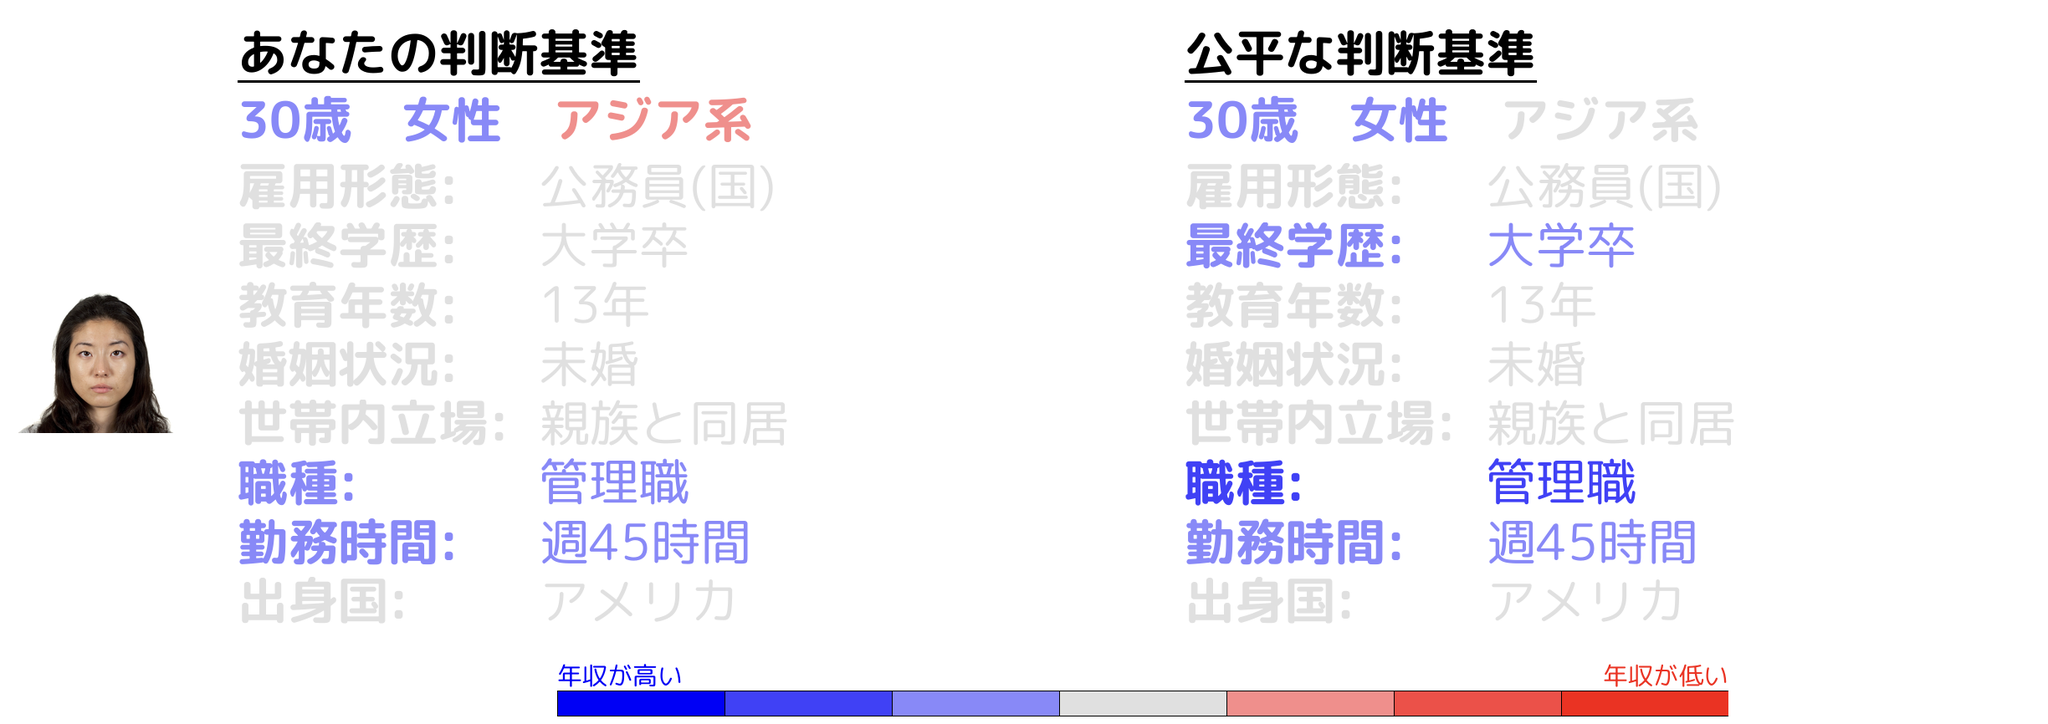 あなたの判断基準
30歳 女性 アジア系
雇用形態: 公務員(国)
最終学歴: 大学卒
教育年数: 13年
婚姻状況: 未婚
世帯内立場: 親族と同居
職種: 管理職
勤務時間: 週45時間
出身国: アメリカ
公平な判断基準
30歳 女性 アジア系
雇用形態: 公務員(国)
最終学歴: 大学卒
教育年数: 13年
婚姻状況: 未婚
世帯内立場: 親族と同居
職種: 管理職
勤務時間: 週45時間
出身国: アメリカ
年収が高い 年収が低い